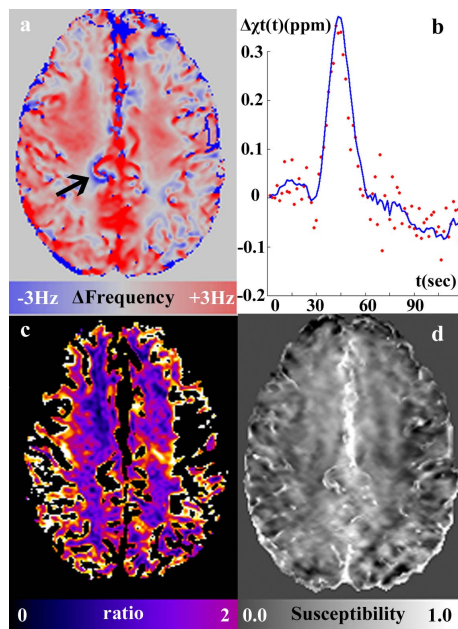 a
-3Hz ΔFrequency +3Hz
Δχt(t)(ppm) b
0.3
0.2
0.1
0
-0.1
-0.2
t(sec)
0 30 60 90
c
0 ratio 2
d
0.0 Susceptibility 1.0